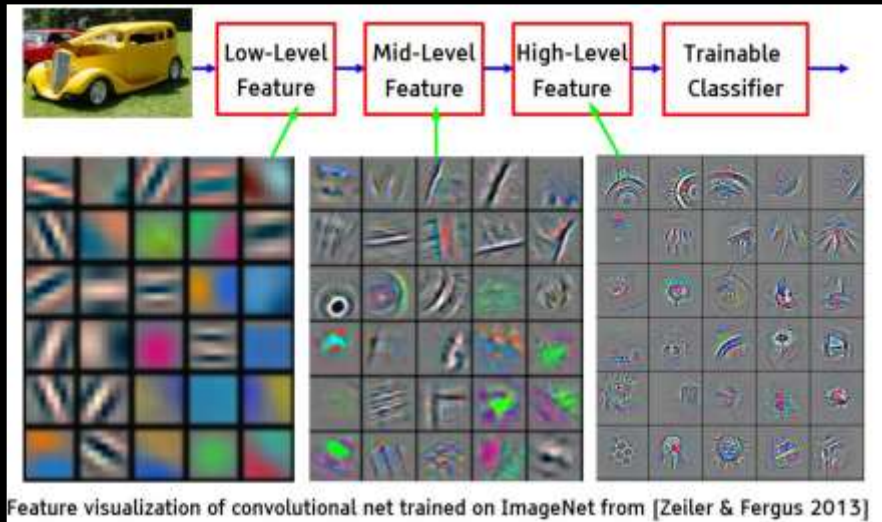 Low-Level
Feature
Mid-Level
Feature
High-Level
Feature
Trainable
Classifier
Feature visualization of convolutional net trained on ImageNet from [Zeiler & Fergus 2013]